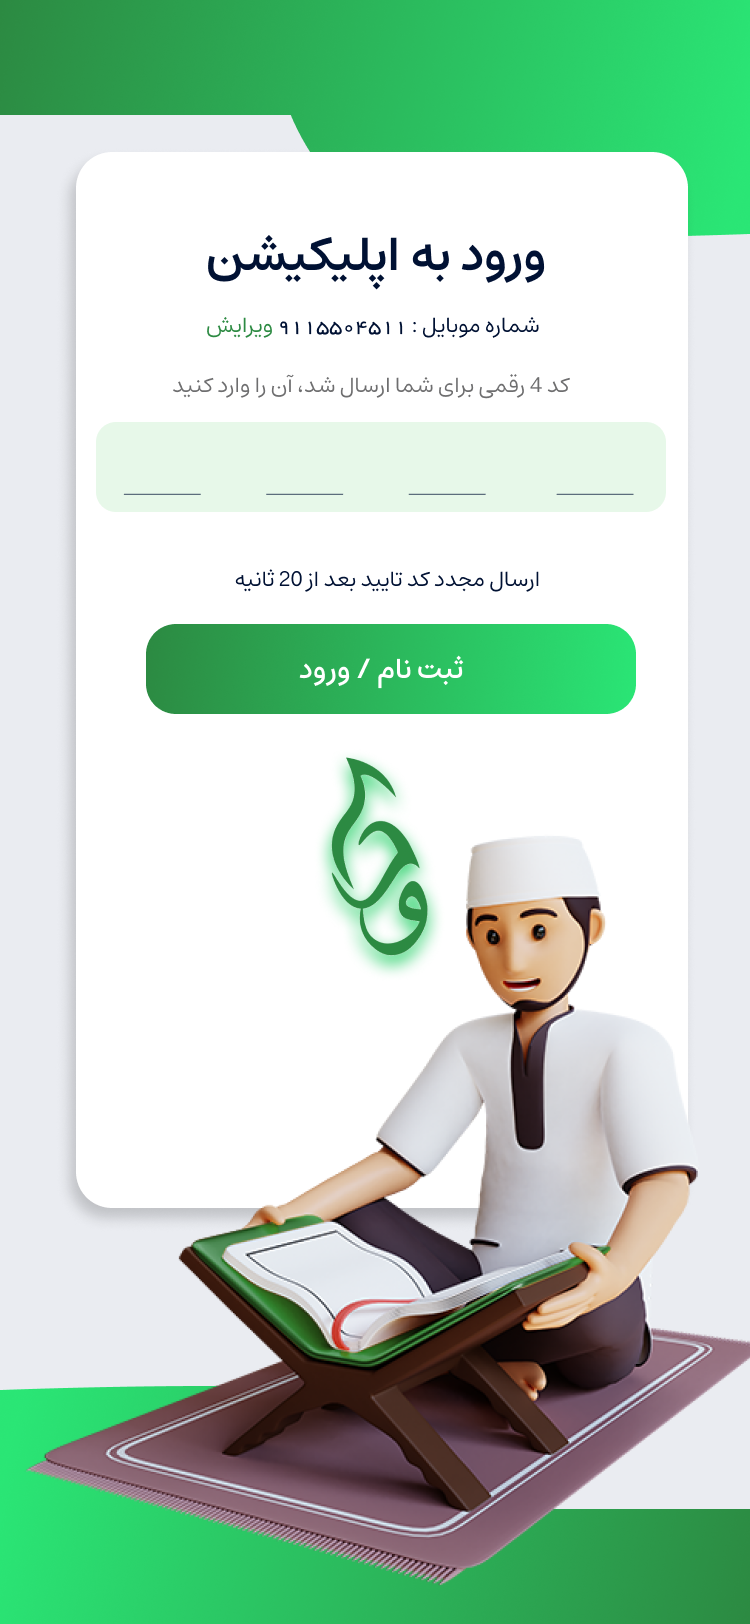 ورود به اپلیکیشن
شماره موبایل : ۹۱۱۵۵۰۴۵۱۱ ویرایش
کد 4 رقمی برای شما ارسال شد، آن را وارد کنید
ارسال مجدد کد تایید بعد از 20 ثانیه
ثبت نام / ورود